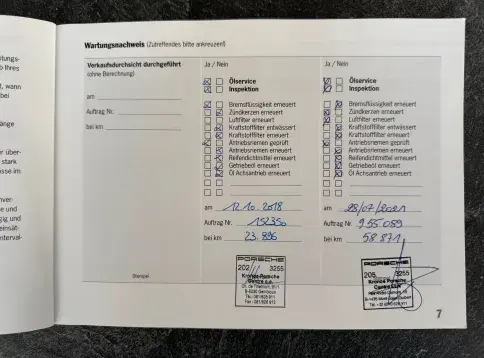 Wartungsnachweis (Zutreffendes bitte ankreuzen!)
Verkaufsdurchsicht durchgeführt
(ohne Berechnung)
am
Auftrag Nr.
bei km
Stempel
Ja / Nein
Ölservice
Inspektion
Bremsflüssigkeit erneuert
Zündkerzen erneuert
Luftfilter erneuert
Kraftstofffilter entwässert
Kraftstofffilter erneuert
Antriebsriemen geprüft
Antriebsriemen erneuert
Reifendichtmittel erneuert
Getriebeöl erneuert
Öl Achsantrieb erneuert
am 12.10.2018
Auftrag Nr. 152350
bei km 23.896
PORSCHE
202 3255
Ja / Nein
Ölservice
Inspektion
Bremsflüssigkeit erneuert
Zündkerzen erneuert
Luftfilter erneuert
Kraftstofffilter entwässert
Kraftstofffilter erneuert
Antriebsriemen geprüft
Antriebsriemen erneuert
Reifendichtmittel erneuert
Getriebeöl erneuert
Öl Achsantrieb erneuert
am 28/07/2021
Auftrag Nr. 955089
bei km 58 871
PORSCHE
205 3255
7